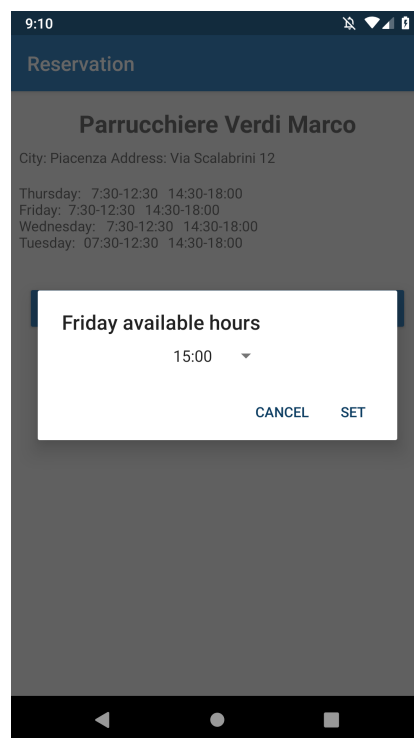 9:10
Reservation
Parrucchiere Verdi Marco
City: Piacenza Address: Via Scalabrini 12
Thursday: 7:30-12:30 14:30-18:00
Friday: 7:30-12:30 14:30-18:00
Wednesday: 7:30-12:30 14:30-18:00
Tuesday: 07:30-12:30 14:30-18:00
Friday available hours
15:00
CANCEL SET